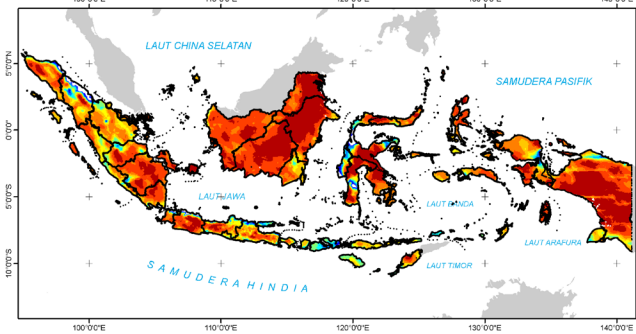 LAUT CHINA SELATAN
SAMUDERA PASIFIK
5°0'0"N
0°0'0"
LAUT JAWA
LAUT BANDA
5°0'0"S
LAUT ARAFURA
LAUT TIMOR
10°0'0"S
SAMUDERA HINDIA
100°0'0"E 110°0'0"E 120°0'0"E 130°0'0"E 140°0'0"E